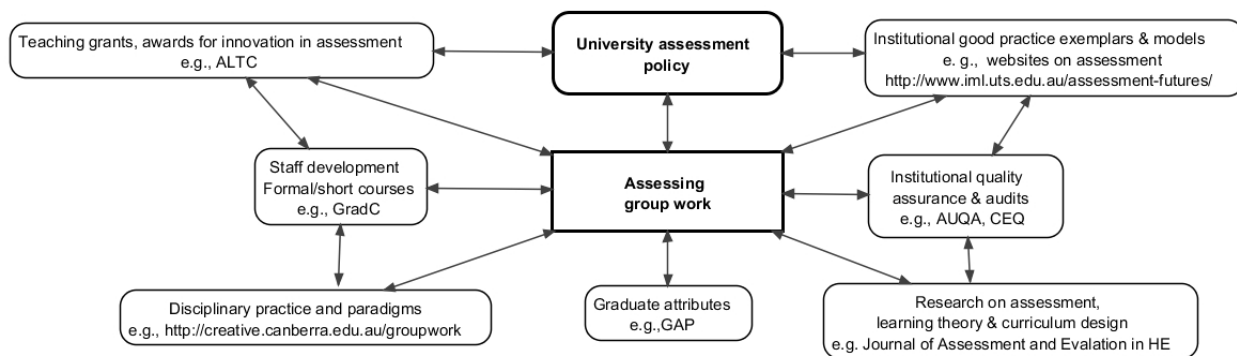 Teaching grants, awards for innovation in assessment
e.g., ALTC
University assessment
policy
Institutional good practice exemplars & models
e. g., websites on assessment
http://www.iml.uts.edu.au/assessment-futures/
Staff development
Formal/short courses
e.g., GradC
Assessing
group work
Institutional quality
assurance & audits
e.g., AUQA, CEQ
Disciplinary practice and paradigms
e.g., http://creative.canberra.edu.au/groupwork
Graduate attributes
e.g.,GAP
Research on assessment,
learning theory & curriculum design
e.g. Journal of Assessment and Evalation in HE